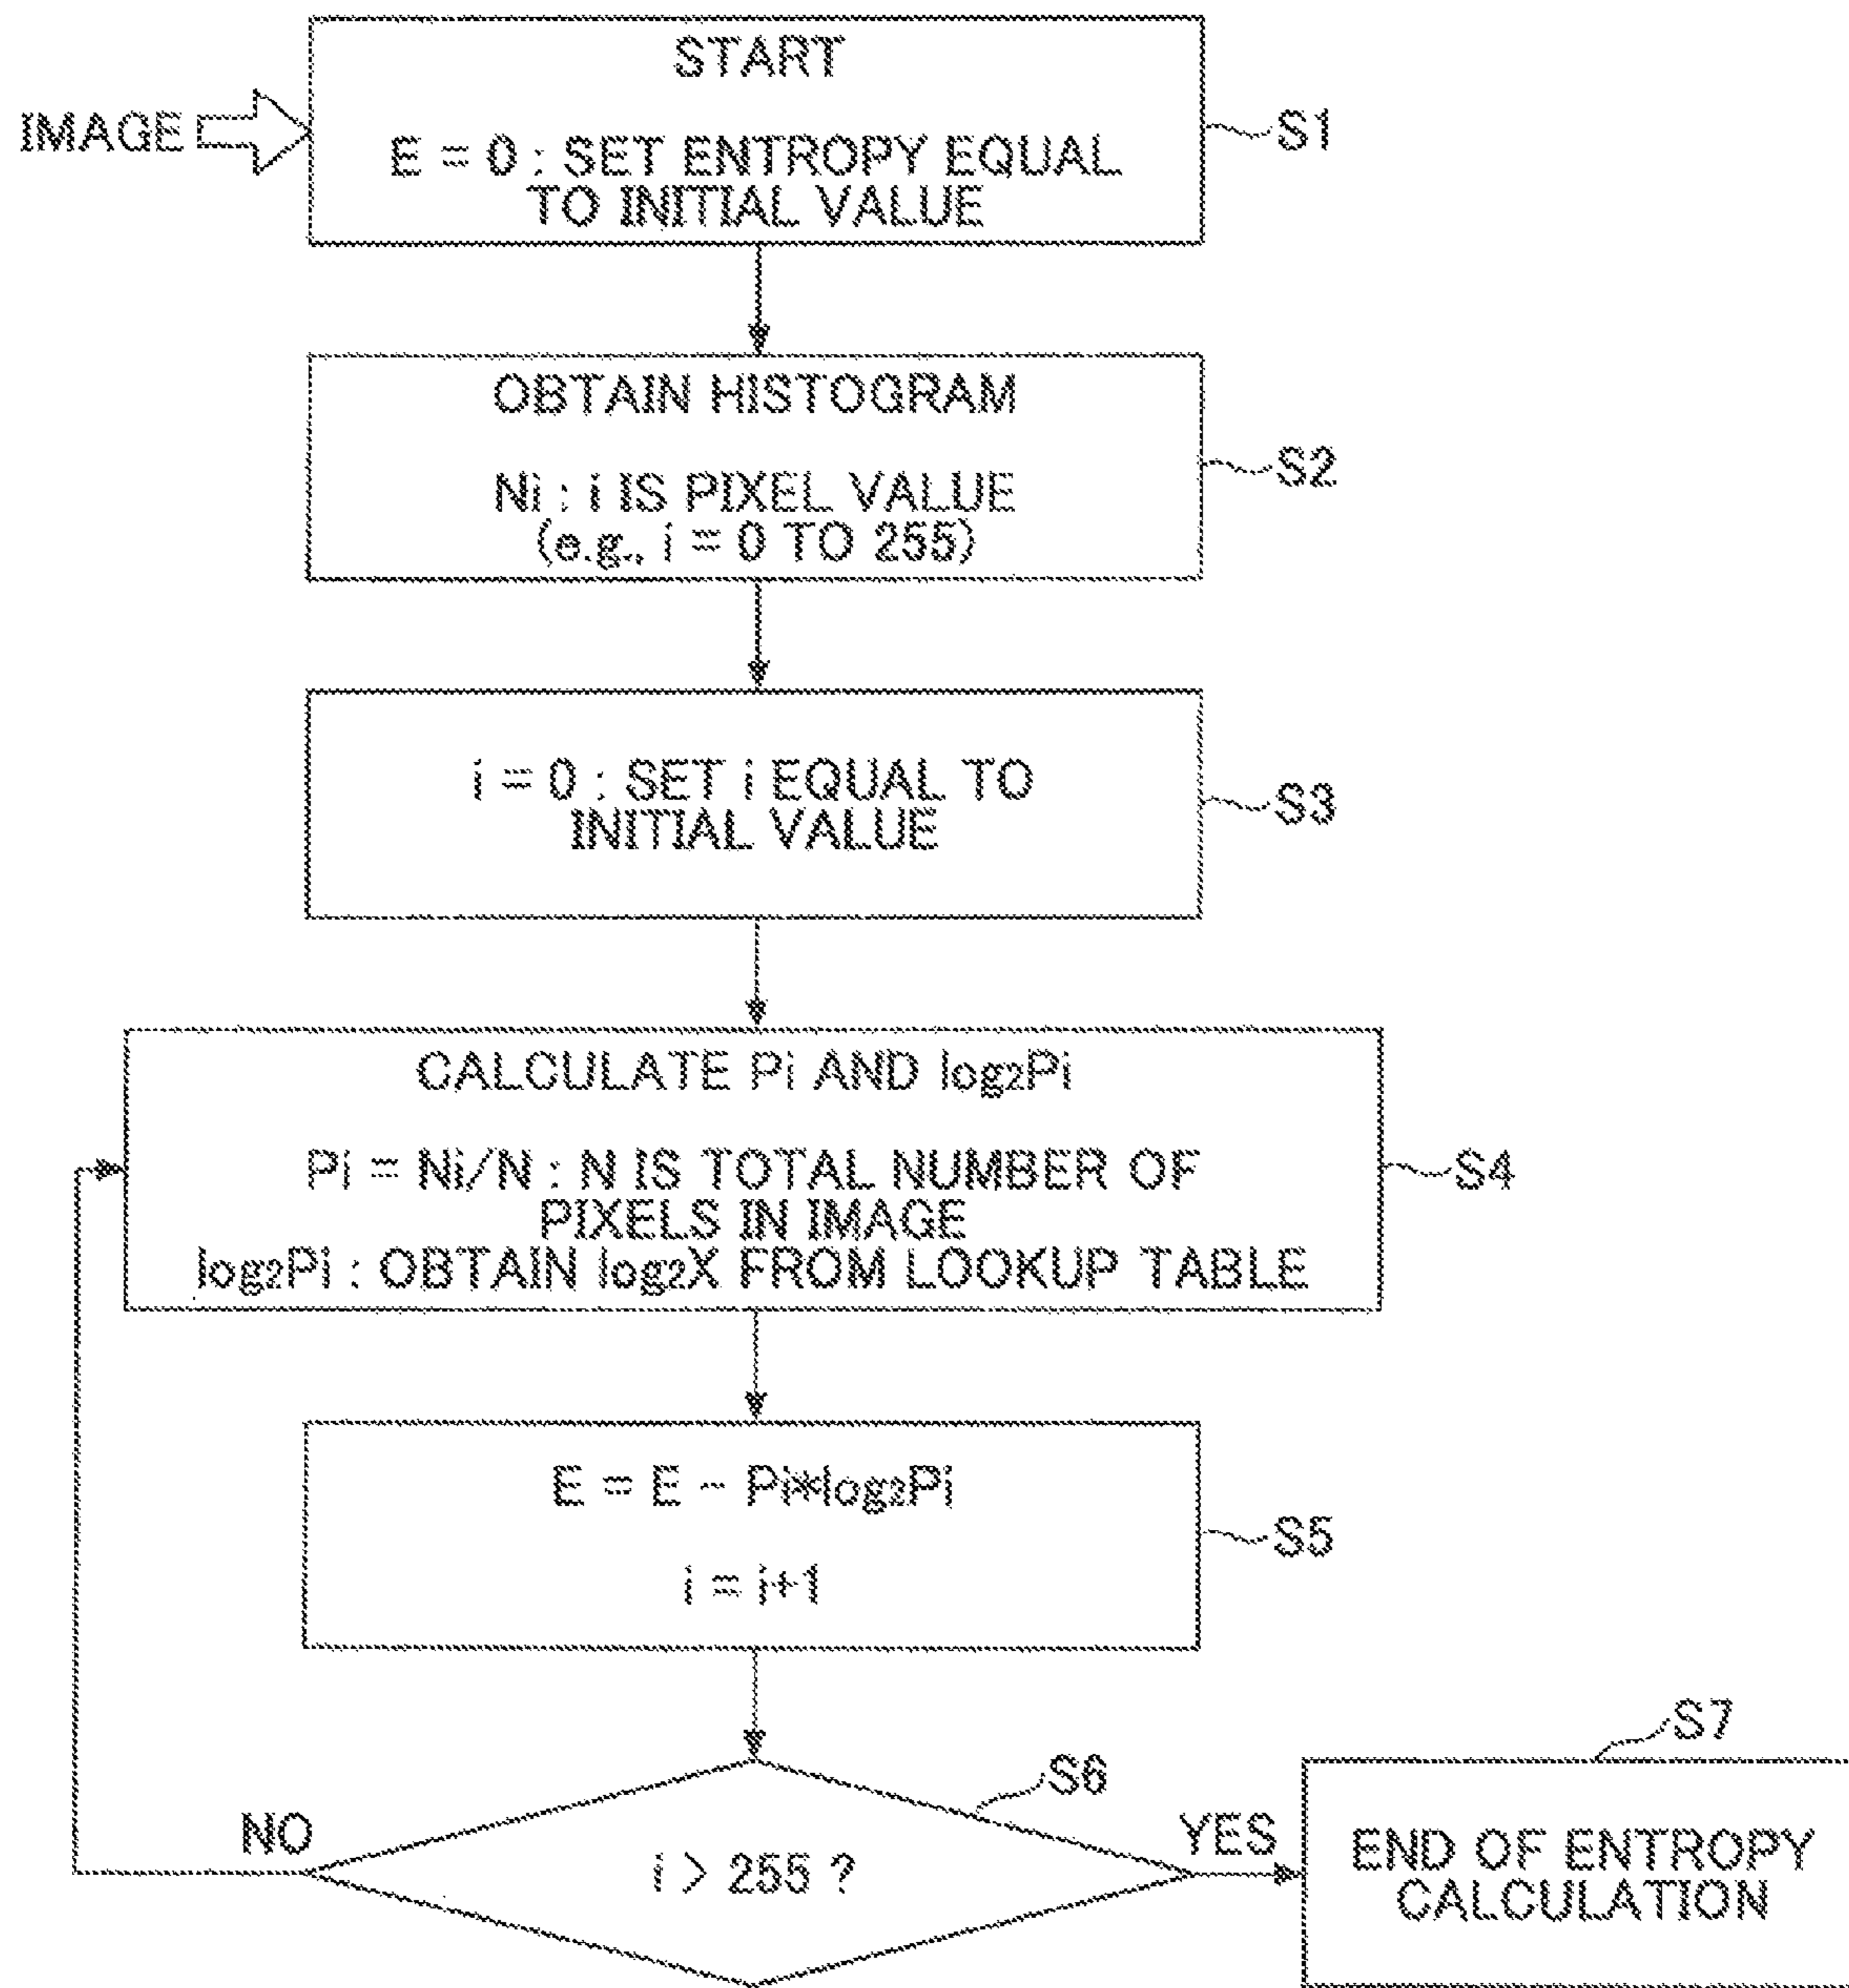 START
IMAGE
E = 0 : SET ENTROPY EQUAL
TO INITIAL VALUE
S1
OBTAIN HISTOGRAM
Ni : i IS PIXEL VALUE
(e.g., i = 0 TO 255)
S2
i = 0 : SET i EQUAL TO
INITIAL VALUE
S3
CALCULATE Pi AND log₂Pi
Pi = Ni/N : N IS TOTAL NUMBER OF
PIXELS IN IMAGE
log₂Pi : OBTAIN log₂X FROM LOOKUP TABLE
S4
E = E - Pi*log₂Pi
i = i+1
S5
S6
i > 255 ?
NO
YES
S7
END OF ENTROPY
CALCULATION